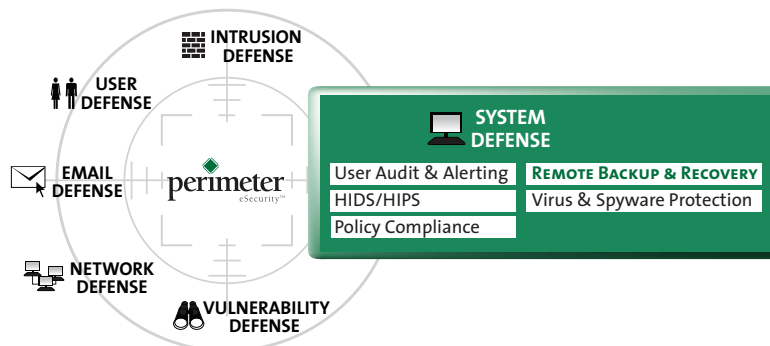 INTRUSION
DEFENSE
USER
DEFENSE
EMAIL
DEFENSE
NETWORK
DEFENSE
VULNERABILITY
DEFENSE
perimeter
eSecurity™
SYSTEM
DEFENSE
User Audit & Alerting
HIDS/HIPS
Policy Compliance
REMOTE BACKUP & RECOVERY
Virus & Spyware Protection